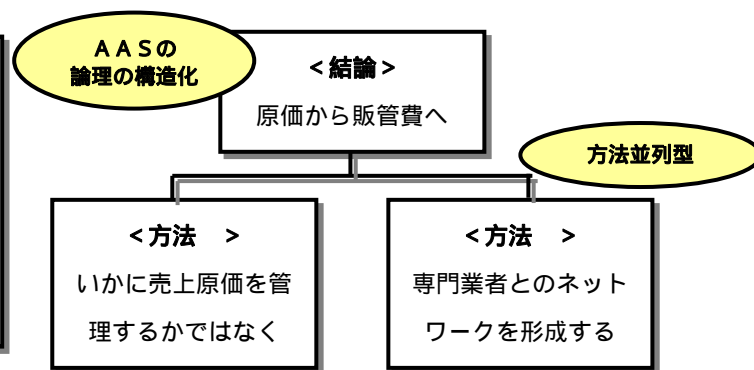 ＡＡＳの
論理の構造化
＜結論＞
原価から販管費へ
方法並列型
＜方法　＞
いかに売上原価を管
理するかではなく
＜方法　＞
専門業者とのネット
ワークを形成する